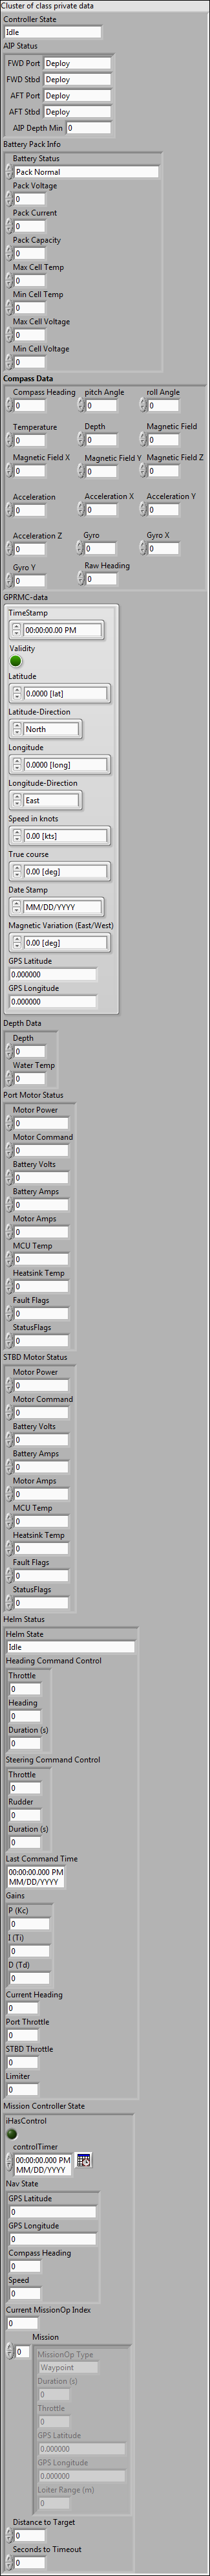 Cluster of class private data
Controller State
Idle
AIP Status
FWD Port Deploy
FWD Stbd Deploy
AFT Port Deploy
AFT Stbd Deploy
AIP Depth Min 0
Battery Pack Info
Battery Status
Pack Normal
Pack Voltage
0
Pack Current
0
Pack Capacity
0
Max Cell Temp
0
Min Cell Temp
0
Max Cell Voltage
0
Min Cell Voltage
0
Compass Data
Compass Heading pitch Angle roll Angle
0 0 0
Temperature Depth Magnetic Field
0 0 0
Magnetic Field X Magnetic Field Y Magnetic Field Z
0 0 0
Acceleration Acceleration X Acceleration Y
0 0 0
Acceleration Z Gyro Gyro X
0 0 0
Gyro Y Raw Heading
0 0
GPRMC-data
TimeStamp
00:00:00.00 PM
Validity
Latitude
0.0000 [lat]
Latitude-Direction
North
Longitude
0.0000 [long]
Longitude-Direction
East
Speed in knots
0.00 [kts]
True course
0.00 [deg]
Date Stamp
MM/DD/YYYY
Magnetic Variation (East/West)
0.00 [deg]
GPS Latitude
0.000000
GPS Longitude
0.000000
Depth Data
Depth
0
Water Temp
0
Port Motor Status
Motor Power
0
Motor Command
0
Battery Volts
0
Battery Amps
0
Motor Amps
0
MCU Temp
0
Heatsink Temp
0
Fault Flags
0
StatusFlags
0
STBD Motor Status
Motor Power
0
Motor Command
0
Battery Volts
0
Battery Amps
0
Motor Amps
0
MCU Temp
0
Heatsink Temp
0
Fault Flags
0
StatusFlags
0
Helm Status
Helm State
Idle
Heading Command Control
Throttle
0
Heading
0
Duration (s)
0
Steering Command Control
Throttle
0
Rudder
0
Duration (s)
0
Last Command Time
00:00:00.000 PM
MM/DD/YYYY
Gains
P (Kc)
0
I (Ti)
0
D (Td)
0
Current Heading
0
Port Throttle
0
STBD Throttle
0
Limiter
0
Mission Controller State
iHasControl
controlTimer
00:00:00.000 PM
MM/DD/YYYY
Nav State
GPS Latitude
0
GPS Longitude
0
Compass Heading
0
Speed
0
Current MissionOp Index
0
Mission
0
MissionOp Type
Waypoint
Duration (s)
0
Throttle
0
GPS Latitude
0.000000
GPS Longitude
0.000000
Loiter Range (m)
0
Distance to Target
0
Seconds to Timeout
0